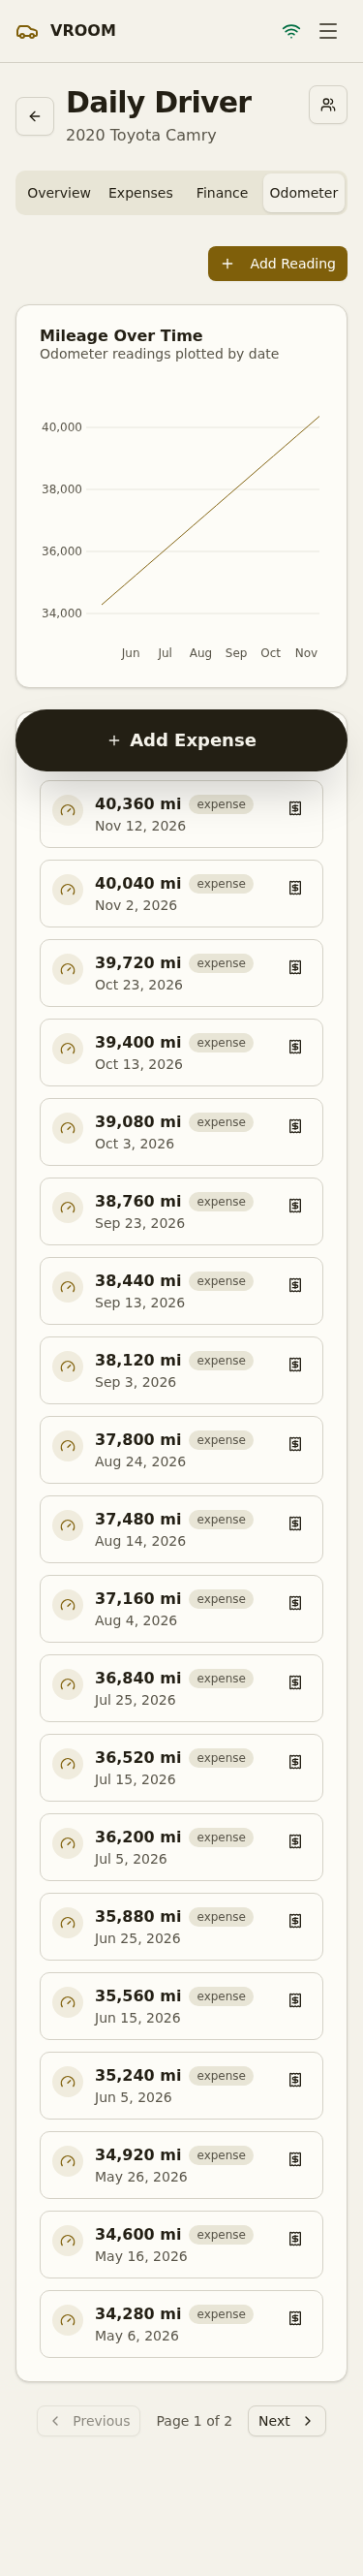 VROOM
Daily Driver
2020 Toyota Camry
Overview Expenses Finance Odometer
+ Add Reading
Mileage Over Time
Odometer readings plotted by date
40,000
38,000
36,000
34,000
Jun Jul Aug Sep Oct Nov
+ Add Expense
40,360 mi expense
Nov 12, 2026
40,040 mi expense
Nov 2, 2026
39,720 mi expense
Oct 23, 2026
39,400 mi expense
Oct 13, 2026
39,080 mi expense
Oct 3, 2026
38,760 mi expense
Sep 23, 2026
38,440 mi expense
Sep 13, 2026
38,120 mi expense
Sep 3, 2026
37,800 mi expense
Aug 24, 2026
37,480 mi expense
Aug 14, 2026
37,160 mi expense
Aug 4, 2026
36,840 mi expense
Jul 25, 2026
36,520 mi expense
Jul 15, 2026
36,200 mi expense
Jul 5, 2026
35,880 mi expense
Jun 25, 2026
35,560 mi expense
Jun 15, 2026
35,240 mi expense
Jun 5, 2026
34,920 mi expense
May 26, 2026
34,600 mi expense
May 16, 2026
34,280 mi expense
May 6, 2026
Previous Page 1 of 2 Next